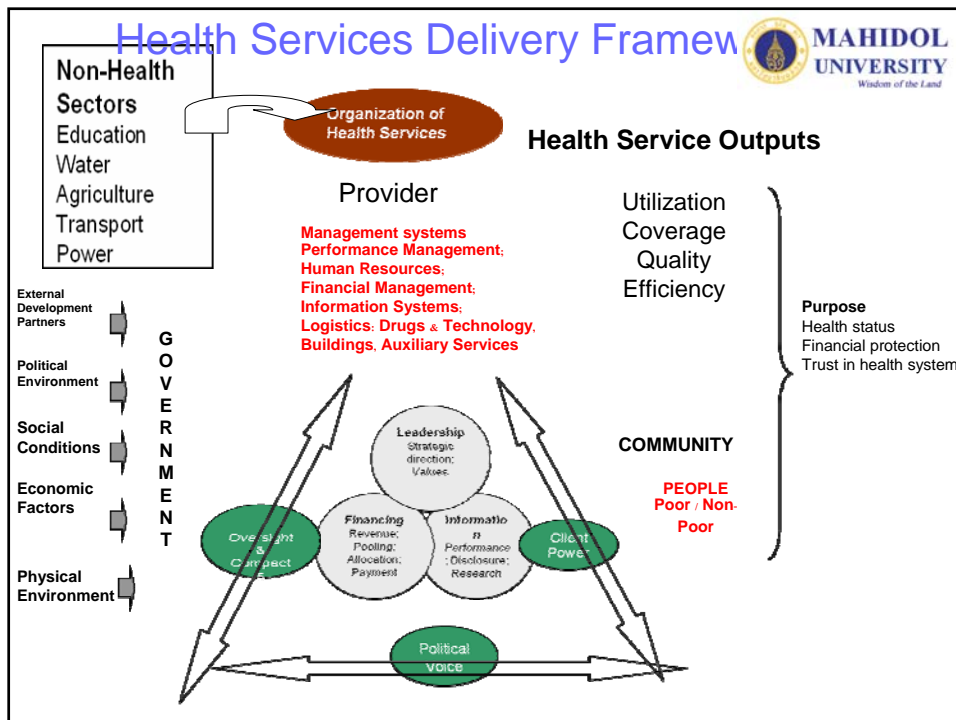 Health Services Delivery Framew
MAHIDOL
UNIVERSITY
Wisdom of the Land
Non-Health
Sectors
Education
Water
Agriculture
Transport
Power
Organization of
Health Services
Health Service Outputs
Provider
Management systems
Performance Management;
Human Resources;
Financial Management;
Information Systems;
Logistics; Drugs & Technology,
Buildings, Auxiliary Services
Utilization
Coverage
Quality
Efficiency
Purpose
Health status
Financial protection
Trust in health system
External
Development
Partners
Political
Environment
Social
Conditions
Economic
Factors
Physical
Environment
G
O
V
E
R
N
M
E
N
T
Leadership
Strategic
direction;
Values
Financing
Revenue;
Pooling;
Allocation;
Payment
Informatio
n
Performance
; Disclosure;
Research
Oversight
&
Compact
Client
Power
COMMUNITY
PEOPLE
Poor / Non-
Poor
Political
Voice